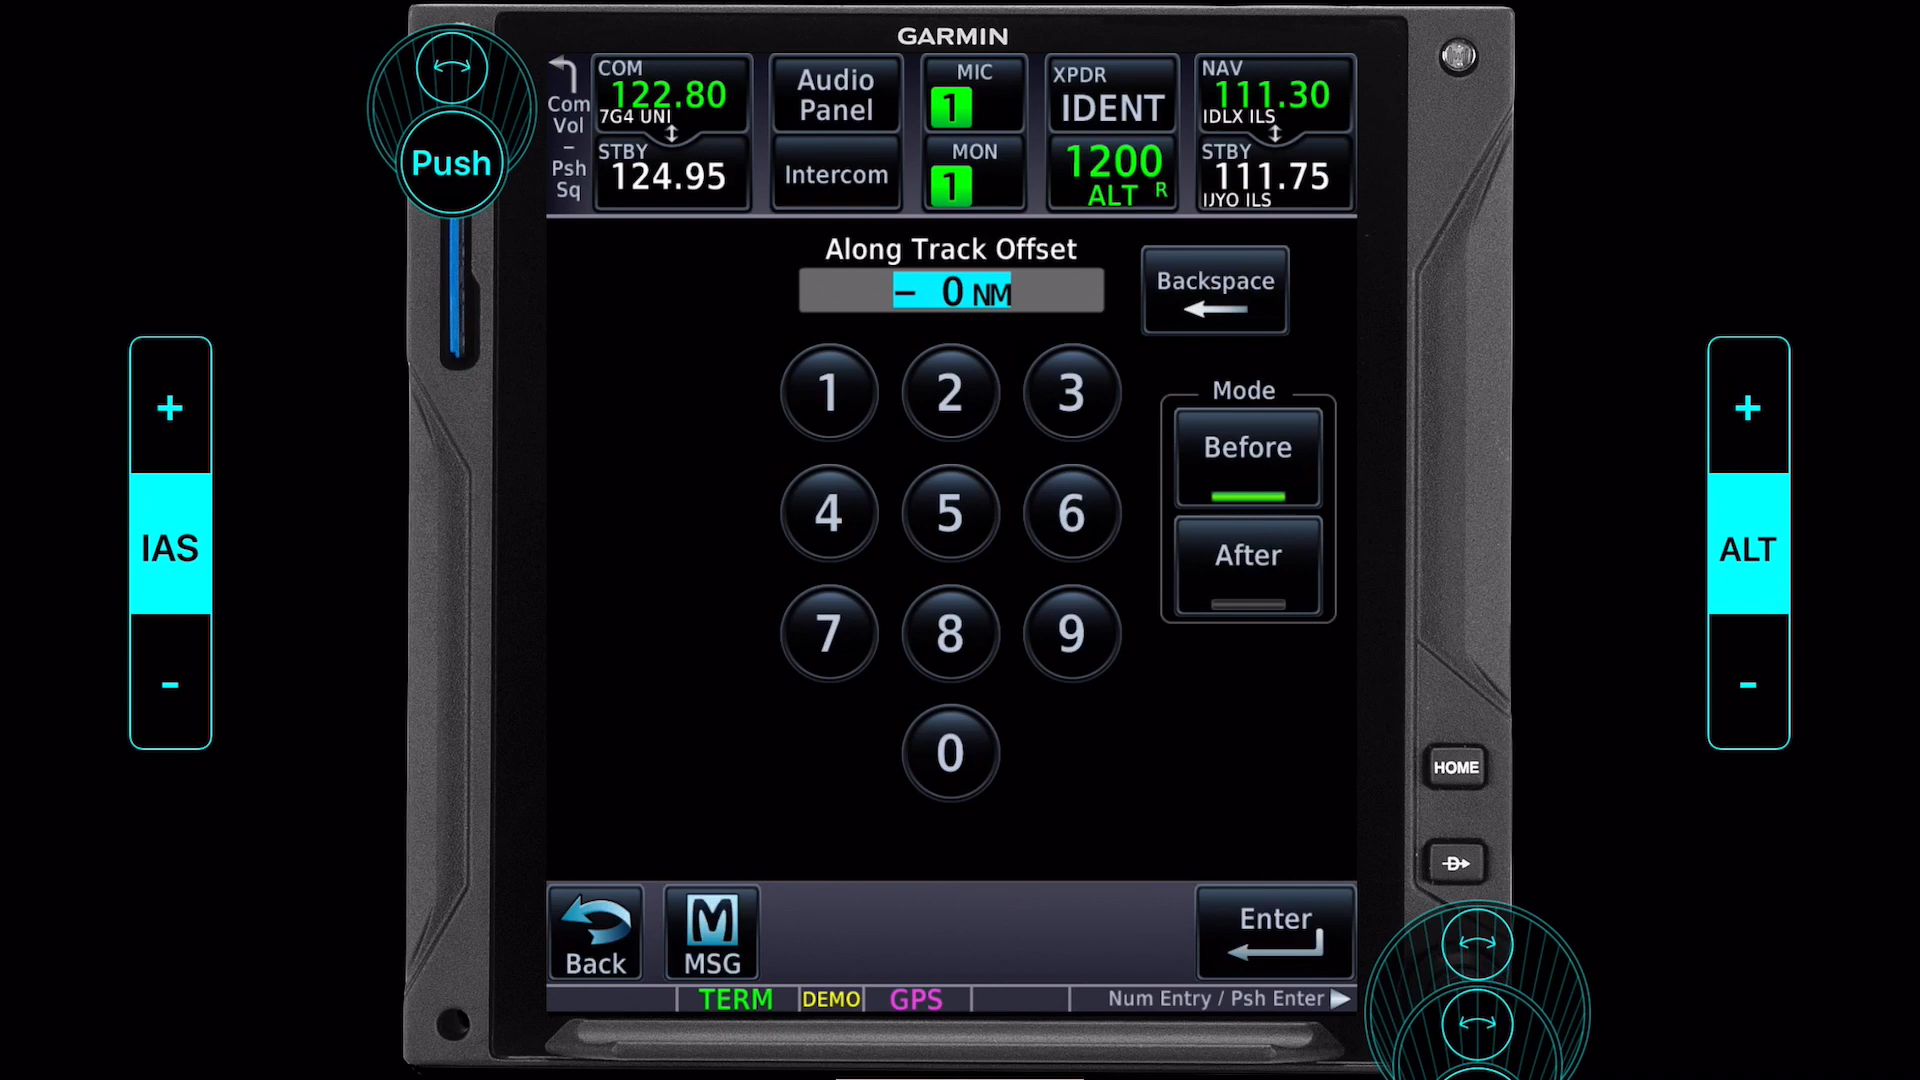 GARMIN
Com
Vol
–
Psh
Sq
COM
122.80
7G4 UNI
STBY
124.95
Audio
Panel
Intercom
MIC
1
MON
1
XPDR
IDENT
1200
ALT R
NAV
111.30
IDLX ILS
STBY
111.75
IJYO ILS
Push
Along Track Offset
– 0 NM
Backspace
1 2 3
4 5 6
7 8 9
0
Mode
Before
After
+
IAS
-
+
ALT
-
HOME
D
Back
MSG
Enter
TERM DEMO GPS Num Entry / Psh Enter